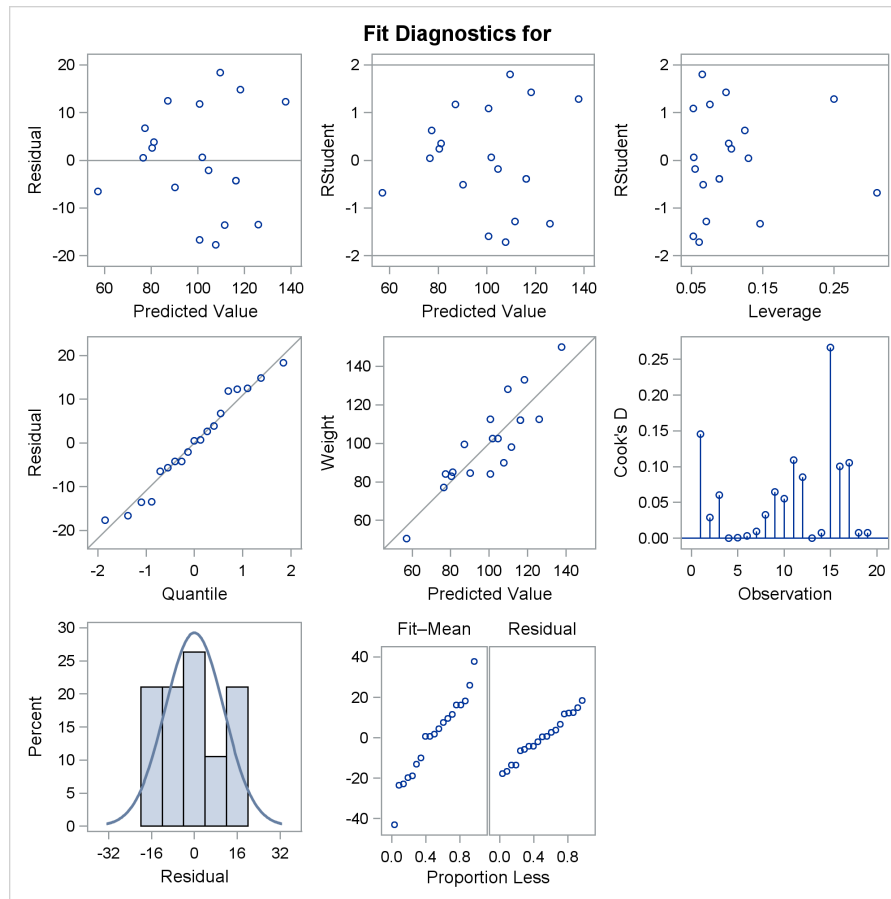 Fit Diagnostics for
Residual
20
10
0
-10
-20
60 80 100 120 140
Predicted Value
RStudent
2
1
0
-1
-2
60 80 100 120 140
Predicted Value
RStudent
2
1
0
-1
-2
0.05 0.15 0.25
Leverage
Residual
20
10
0
-10
-20
-2 -1 0 1 2
Quantile
Weight
140
120
100
80
60
60 80 100 120 140
Predicted Value
Cook's D
0.25
0.20
0.15
0.10
0.05
0.00
0 5 10 15 20
Observation
Percent
30
25
20
15
10
5
0
-32 -16 0 16 32
Residual
Fit–Mean Residual
40
20
0
-20
-40
0.0 0.4 0.8 0.0 0.4 0.8
Proportion Less